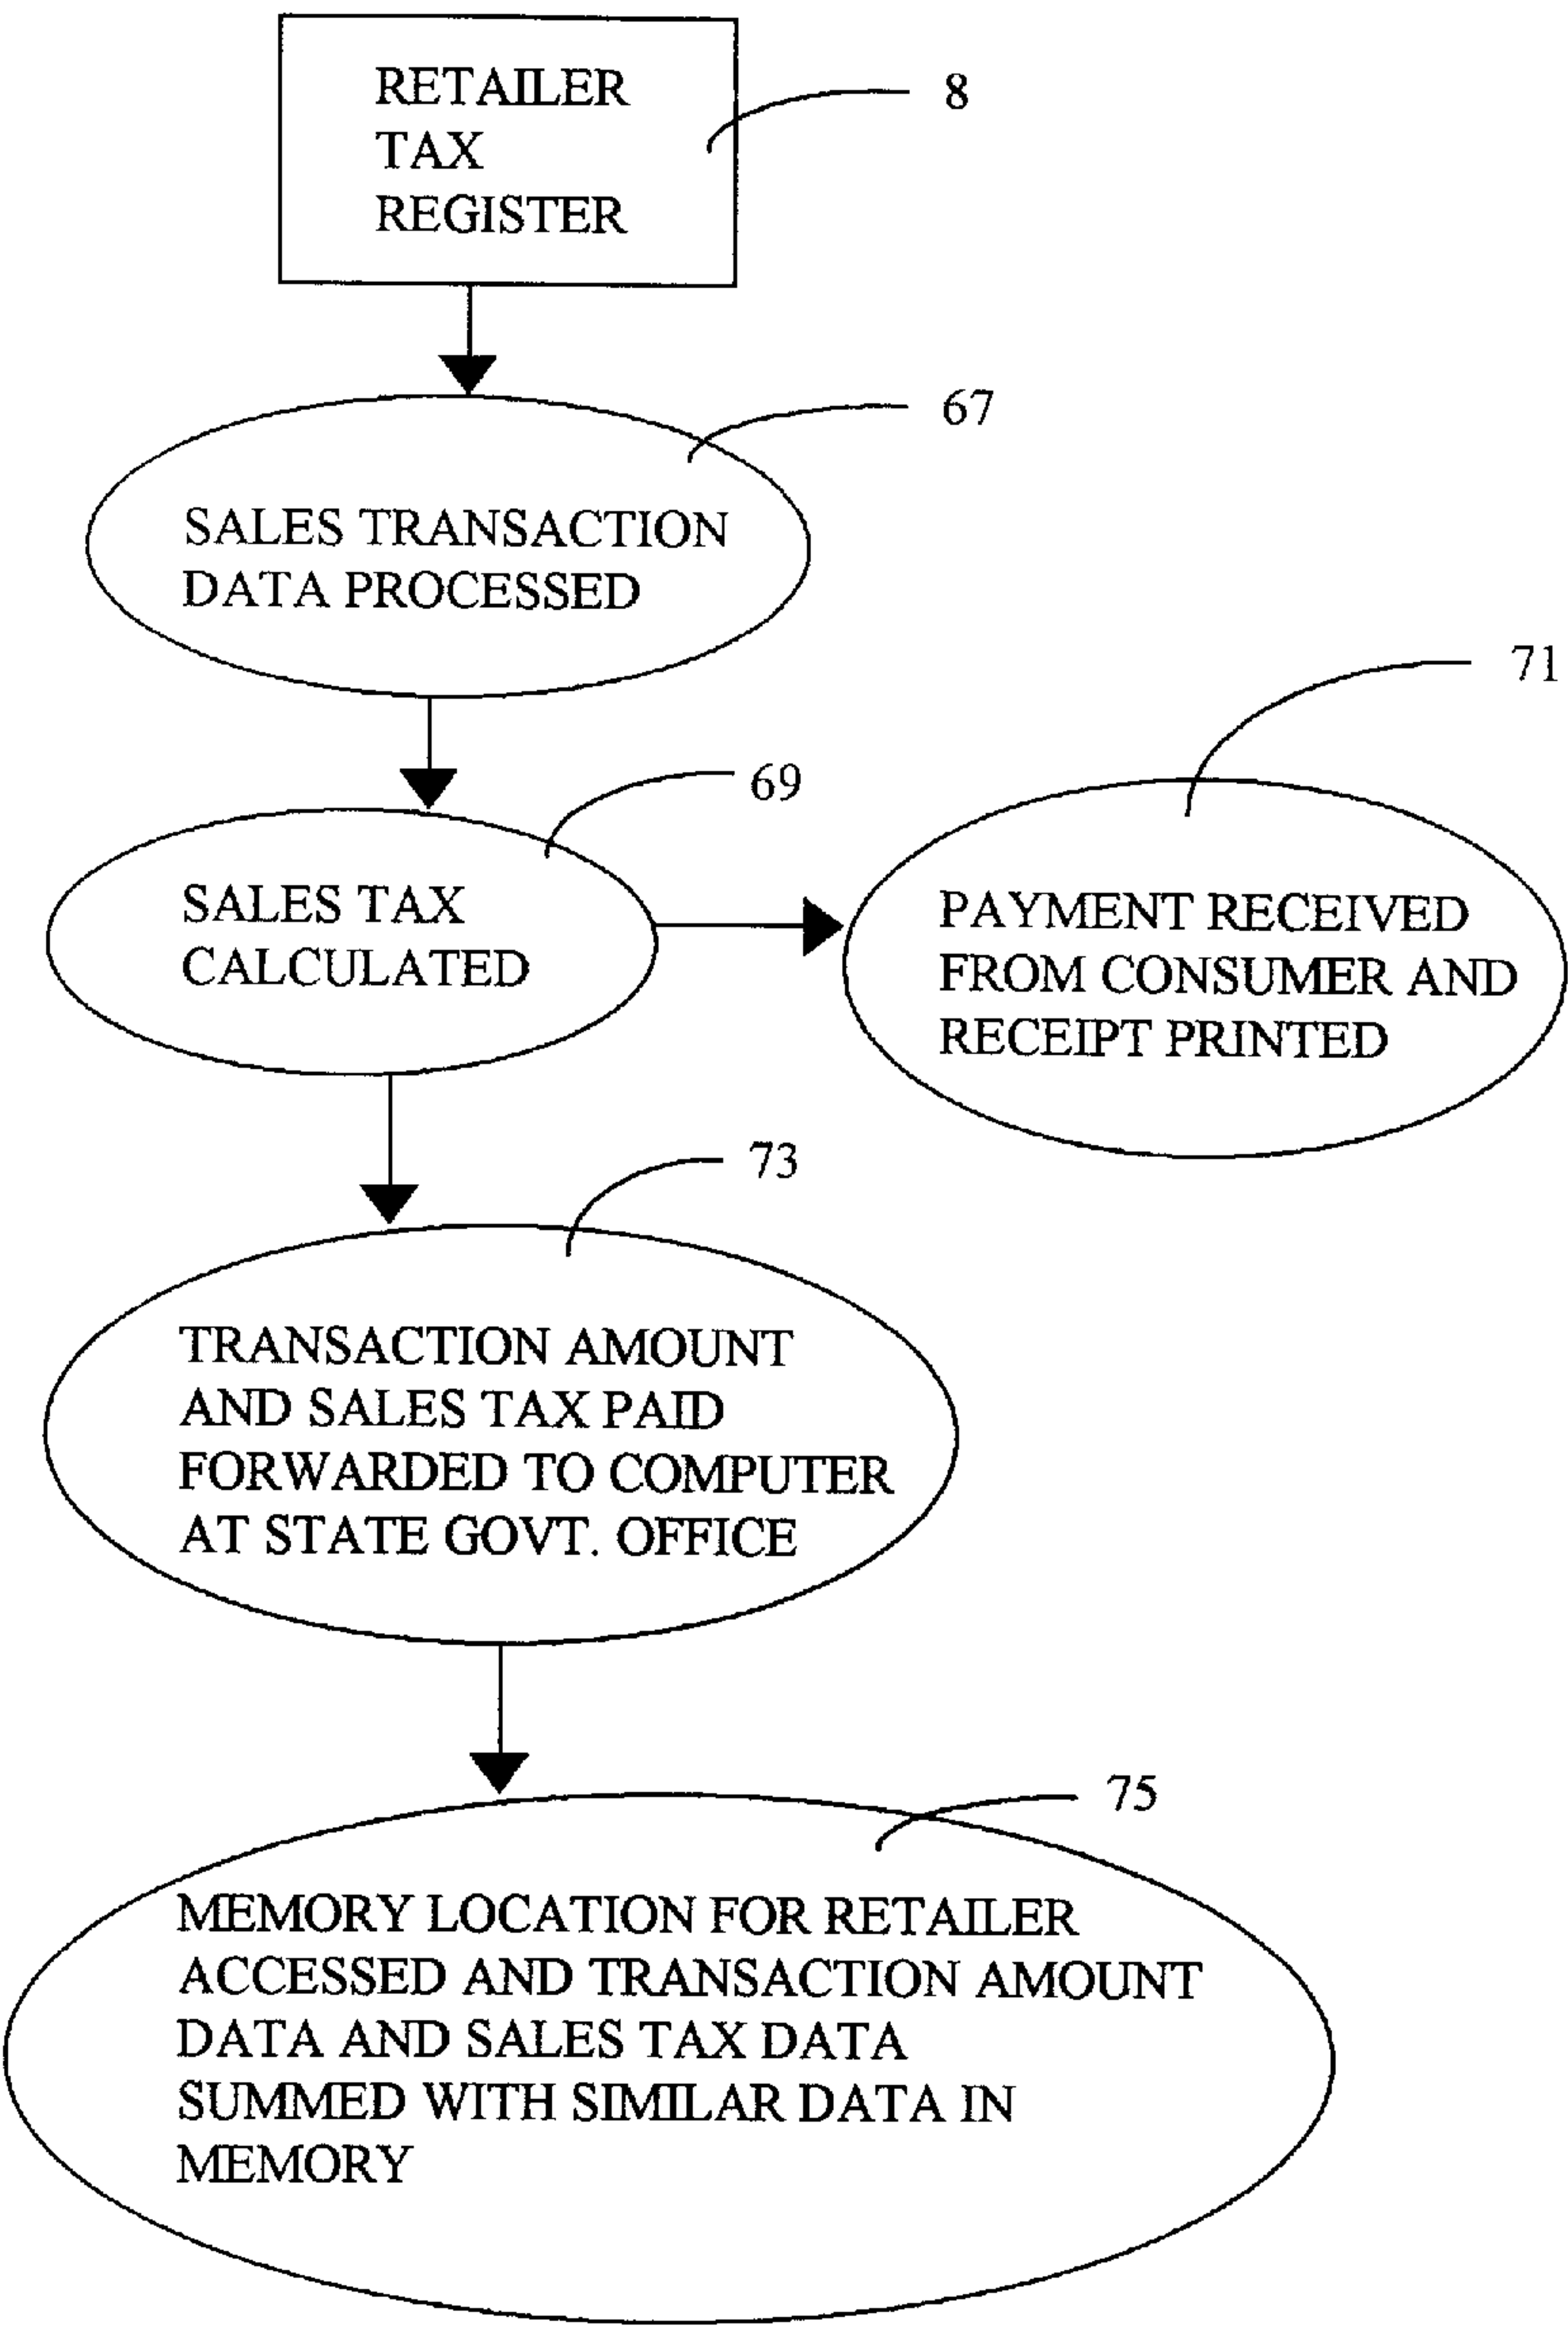 RETAILER
TAX
REGISTER
8
67
SALES TRANSACTION
DATA PROCESSED
71
69
SALES TAX
CALCULATED
PAYMENT RECEIVED
FROM CONSUMER AND
RECEIPT PRINTED
73
TRANSACTION AMOUNT
AND SALES TAX PAID
FORWARDED TO COMPUTER
AT STATE GOVT. OFFICE
75
MEMORY LOCATION FOR RETAILER
ACCESSED AND TRANSACTION AMOUNT
DATA AND SALES TAX DATA
SUMMED WITH SIMILAR DATA IN
MEMORY